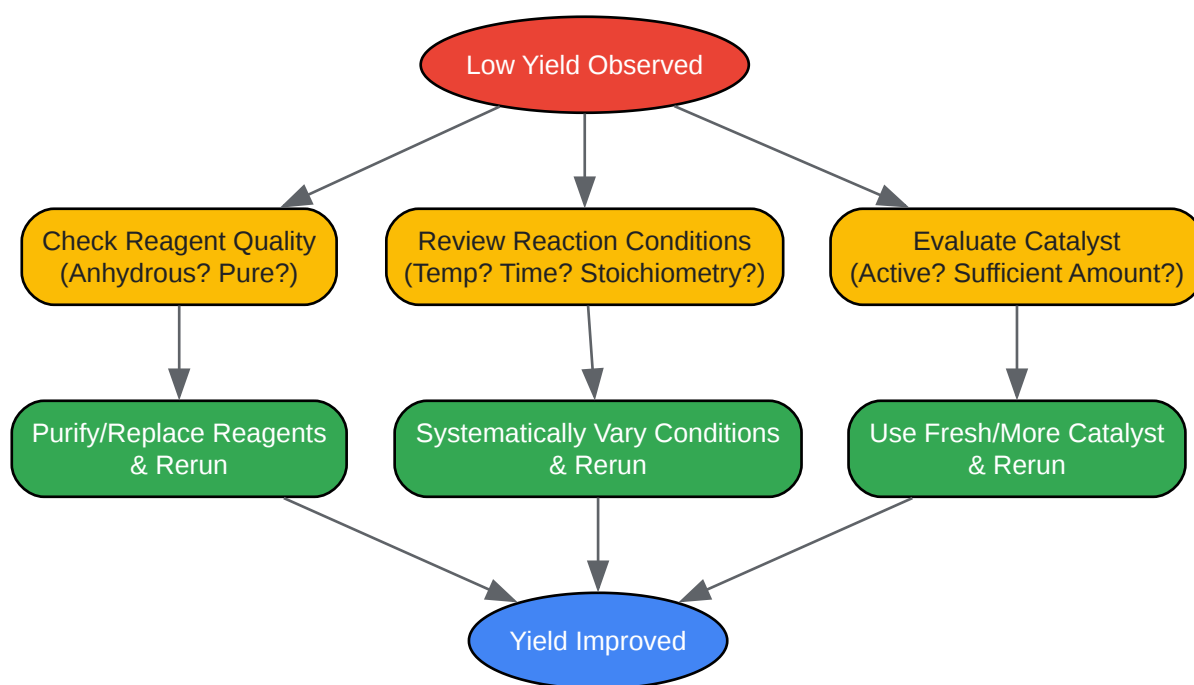 Low Yield Observed
Check Reagent Quality
(Anhydrous? Pure?)
Review Reaction Conditions
(Temp? Time? Stoichiometry?)
Evaluate Catalyst
(Active? Sufficient Amount?)
Purify/Replace Reagents
& Rerun
Systematically Vary Conditions
& Rerun
Use Fresh/More Catalyst
& Rerun
Yield Improved